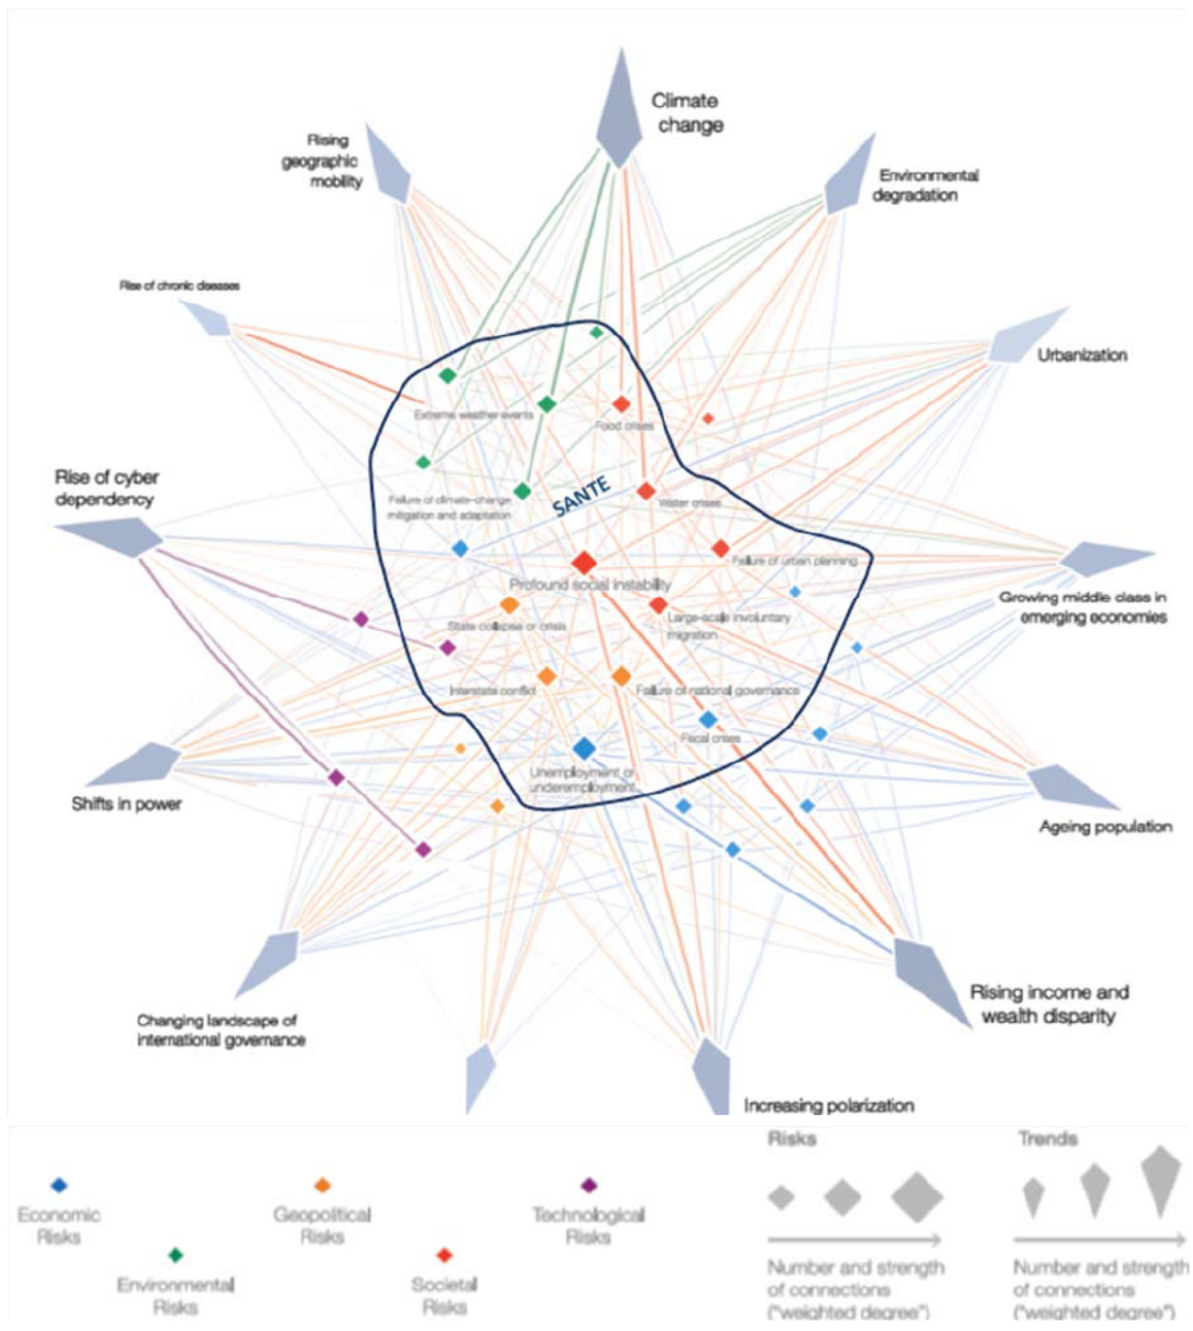 Climate
change
Rising
geographic
mobility
Environmental
degradation
Rise of chronic diseases
Urbanization
Extreme weather events
Food crises
Rise of cyber
dependency
SANTE
Failure of climate-change
mitigation and adaptation
Water crises
Failure of urban planning
Profound social instability
Growing middle class in
emerging economies
State collapse or crisis
Large-scale involuntary
migration
Interstate conflict
Failure of national governance
Fiscal crises
Unemployment or
underemployment
Shifts in power
Ageing population
Rising income and
wealth disparity
Changing landscape of
international governance
Increasing polarization
Risks
Trends
Economic
Risks
Geopolitical
Risks
Technological
Risks
Environmental
Risks
Societal
Risks
Number and strength
of connections
("weighted degree")
Number and strength
of connections
("weighted degree")